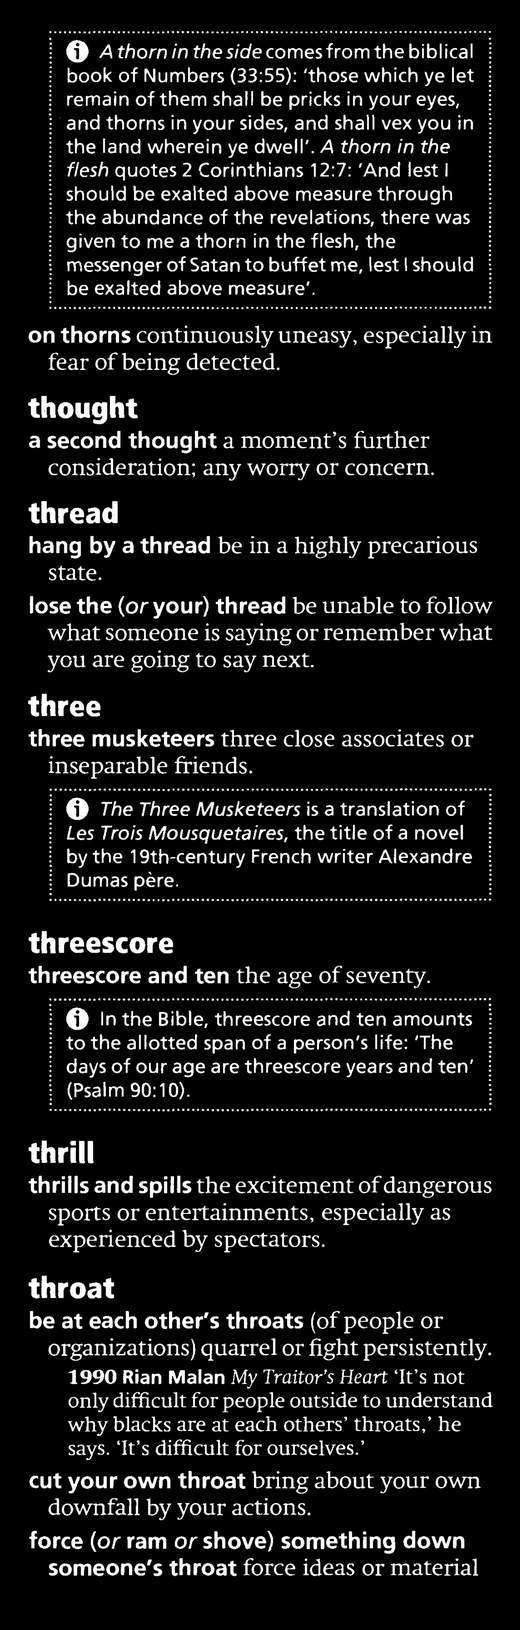 ⓘ A thorn in the side comes from the biblical
book of Numbers (33:55): ‘those which ye let
remain of them shall be pricks in your eyes,
and thorns in your sides, and shall vex you in
the land wherein ye dwell’. A thorn in the
flesh quotes 2 Corinthians 12:7: ‘And lest I
should be exalted above measure through
the abundance of the revelations, there was
given to me a thorn in the flesh, the
messenger of Satan to buffet me, lest I should
be exalted above measure’.
on thorns continuously uneasy, especially in
fear of being detected.
thought
a second thought a moment’s further
consideration; any worry or concern.
thread
hang by a thread be in a highly precarious
state.
lose the (or your) thread be unable to follow
what someone is saying or remember what
you are going to say next.
three
three musketeers three close associates or
inseparable friends.
ⓘ The Three Musketeers is a translation of
Les Trois Mousquetaires, the title of a novel
by the 19th-century French writer Alexandre
Dumas père.
threescore
threescore and ten the age of seventy.
ⓘ In the Bible, threescore and ten amounts
to the allotted span of a person’s life: ‘The
days of our age are threescore years and ten’
(Psalm 90:10).
thrill
thrills and spills the excitement of dangerous
sports or entertainments, especially as
experienced by spectators.
throat
be at each other’s throats (of people or
organizations) quarrel or fight persistently.
1990 Rian Malan My Traitor’s Heart ‘It’s not
only difficult for people outside to understand
why blacks are at each others’ throats,’ he
says. ‘It’s difficult for ourselves.’
cut your own throat bring about your own
downfall by your actions.
force (or ram or shove) something down
someone’s throat force ideas or material